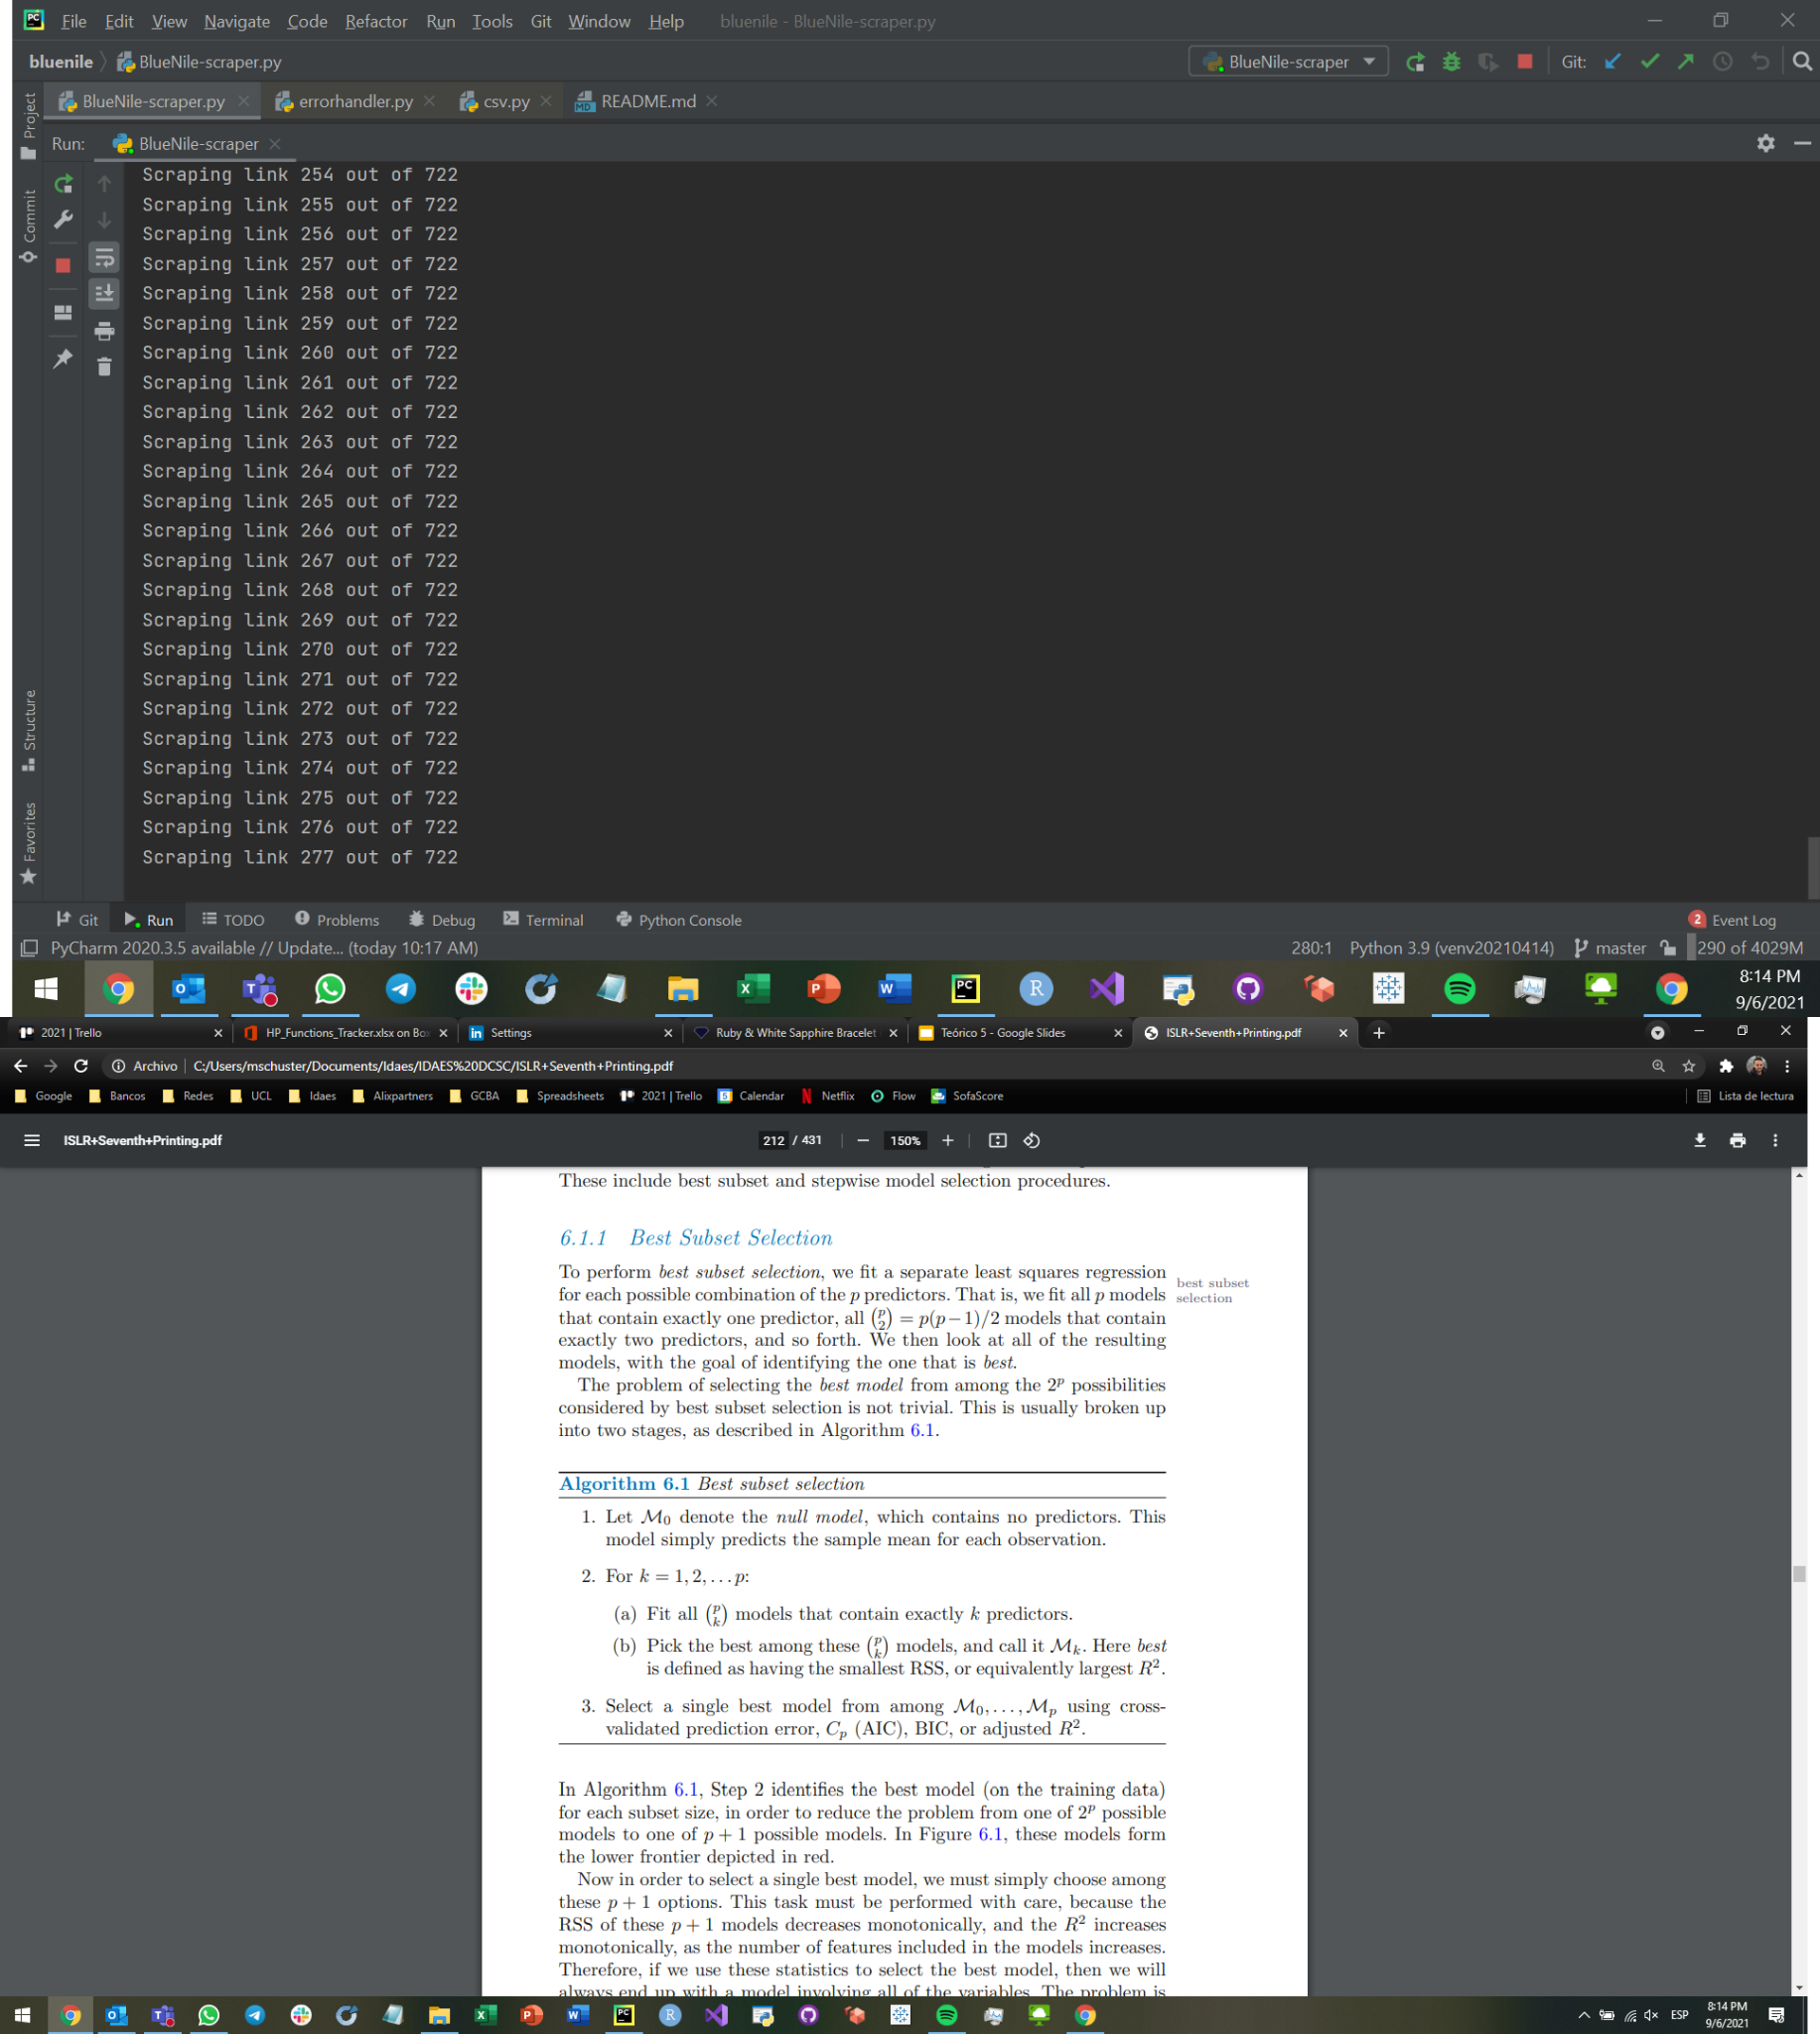 File Edit View Navigate Code Refactor Run Tools Git Window Help bluenile - BlueNile-scraper.py
bluenile BlueNile-scraper.py BlueNile-scraper Git:
BlueNile-scraper.py errorhandler.py csv.py README.md
Project
Commit
Structure
Favorites
Run: BlueNile-scraper
Scraping link 254 out of 722
Scraping link 255 out of 722
Scraping link 256 out of 722
Scraping link 257 out of 722
Scraping link 258 out of 722
Scraping link 259 out of 722
Scraping link 260 out of 722
Scraping link 261 out of 722
Scraping link 262 out of 722
Scraping link 263 out of 722
Scraping link 264 out of 722
Scraping link 265 out of 722
Scraping link 266 out of 722
Scraping link 267 out of 722
Scraping link 268 out of 722
Scraping link 269 out of 722
Scraping link 270 out of 722
Scraping link 271 out of 722
Scraping link 272 out of 722
Scraping link 273 out of 722
Scraping link 274 out of 722
Scraping link 275 out of 722
Scraping link 276 out of 722
Scraping link 277 out of 722
Git Run TODO Problems Debug Terminal Python Console 2 Event Log
PyCharm 2020.3.5 available // Update... (today 10:17 AM) 280:1 Python 3.9 (venv20210414) master 290 of 4029M
8:14 PM
9/6/2021
2021 | Trello HP_Functions_Tracker.xlsx on Bo Settings Ruby & White Sapphire Bracelet Teórico 5 - Google Slides ISLR+Seventh+Printing.pdf
Archivo C:/Users/mschuster/Documents/Idaes/IDAES%20DCSC/ISLR+Seventh+Printing.pdf
Google Bancos Redes UCL Idaes Alixpartners GCBA Spreadsheets 2021 | Trello Calendar Netflix Flow SofaScore Lista de lectura
ISLR+Seventh+Printing.pdf 212 / 431 150%
These include best subset and stepwise model selection procedures.
6.1.1 Best Subset Selection
To perform best subset selection, we fit a separate least squares regression
for each possible combination of the p predictors. That is, we fit all p models
that contain exactly one predictor, all (p 2) = p(p−1)/2 models that contain
exactly two predictors, and so forth. We then look at all of the resulting
models, with the goal of identifying the one that is best.
best subset
selection
The problem of selecting the best model from among the 2^p possibilities
considered by best subset selection is not trivial. This is usually broken up
into two stages, as described in Algorithm 6.1.
Algorithm 6.1 Best subset selection
1. Let M0 denote the null model, which contains no predictors. This
model simply predicts the sample mean for each observation.
2. For k = 1, 2, . . . p:
(a) Fit all (p k) models that contain exactly k predictors.
(b) Pick the best among these (p k) models, and call it Mk. Here best
is defined as having the smallest RSS, or equivalently largest R².
3. Select a single best model from among M0, . . . , Mp using cross-
validated prediction error, Cp (AIC), BIC, or adjusted R².
In Algorithm 6.1, Step 2 identifies the best model (on the training data)
for each subset size, in order to reduce the problem from one of 2^p possible
models to one of p + 1 possible models. In Figure 6.1, these models form
the lower frontier depicted in red.
Now in order to select a single best model, we must simply choose among
these p + 1 options. This task must be performed with care, because the
RSS of these p + 1 models decreases monotonically, and the R² increases
monotonically, as the number of features included in the models increases.
Therefore, if we use these statistics to select the best model, then we will
always end up with a model involving all of the variables. The problem is
ESP 8:14 PM
9/6/2021